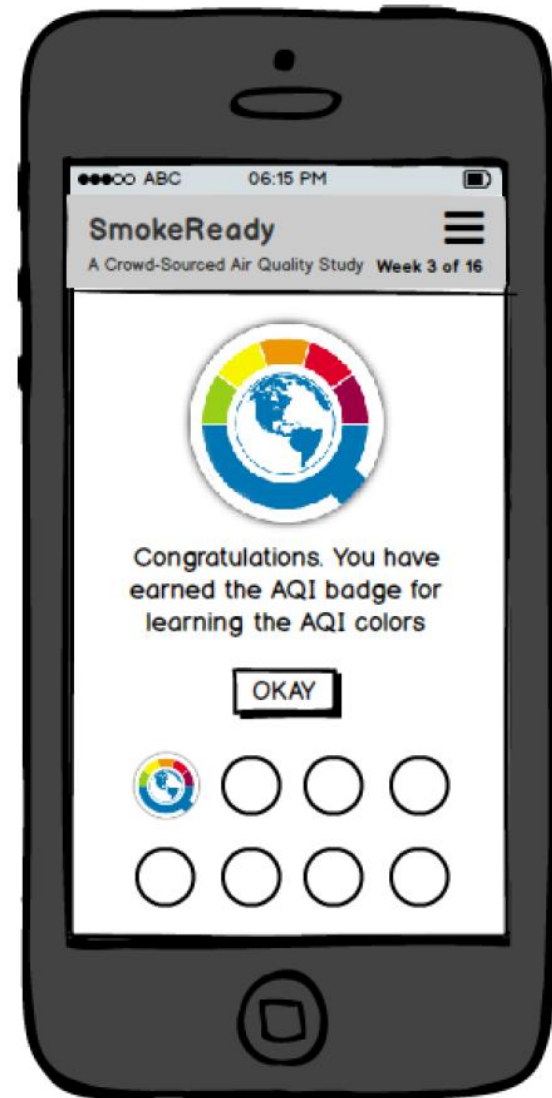 ABC 06:15 PM
SmokeReady
A Crowd-Sourced Air Quality Study Week 3 of 16
Congratulations. You have
earned the AQI badge for
learning the AQI colors
OKAY